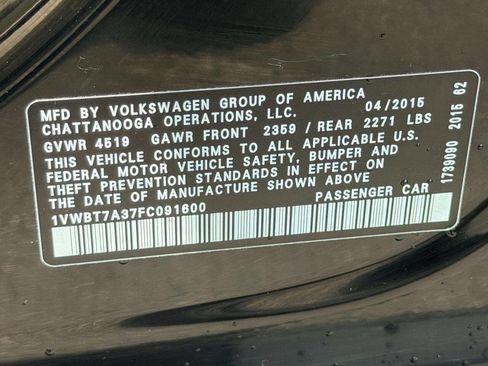 MFD BY VOLKSWAGEN GROUP OF AMERICA
CHATTANOOGA OPERATIONS, LLC. 04/2015
GVWR 4519 GAWR FRONT 2359 / REAR 2271 LBS
THIS VEHICLE CONFORMS TO ALL APPLICABLE U.S.
FEDERAL MOTOR VEHICLE SAFETY, BUMPER AND
THEFT PREVENTION STANDARDS IN EFFECT ON
THE DATE OF MANUFACTURE SHOWN ABOVE
1VWBT7A37FC091600 PASSENGER CAR
1739090 2015 62